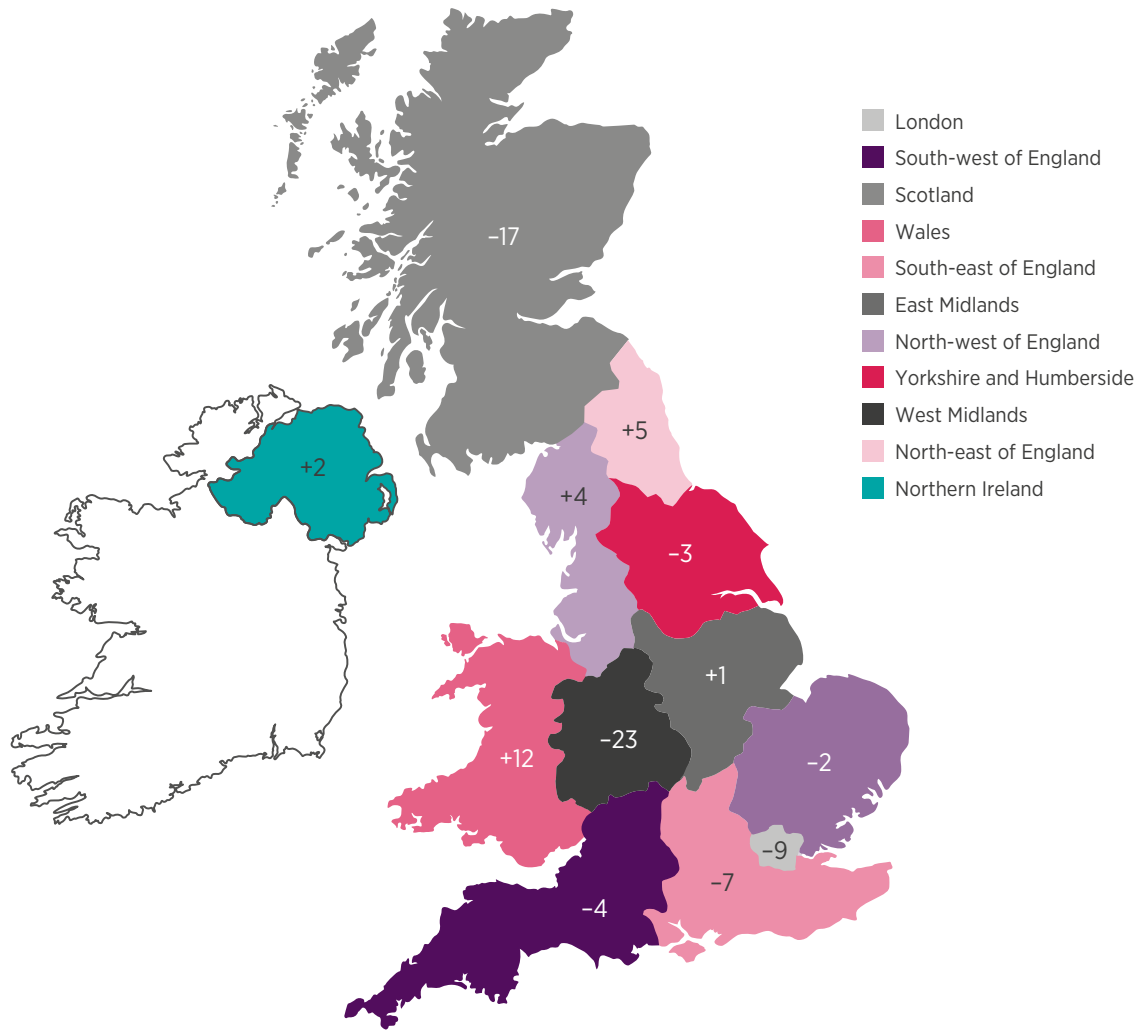 London
South-west of England
Scotland
Wales
South-east of England
East Midlands
North-west of England
Yorkshire and Humberside
West Midlands
North-east of England
Northern Ireland
–17
+5
+2
+4
–3
+1
–23
+12
–2
–9
–7
–4